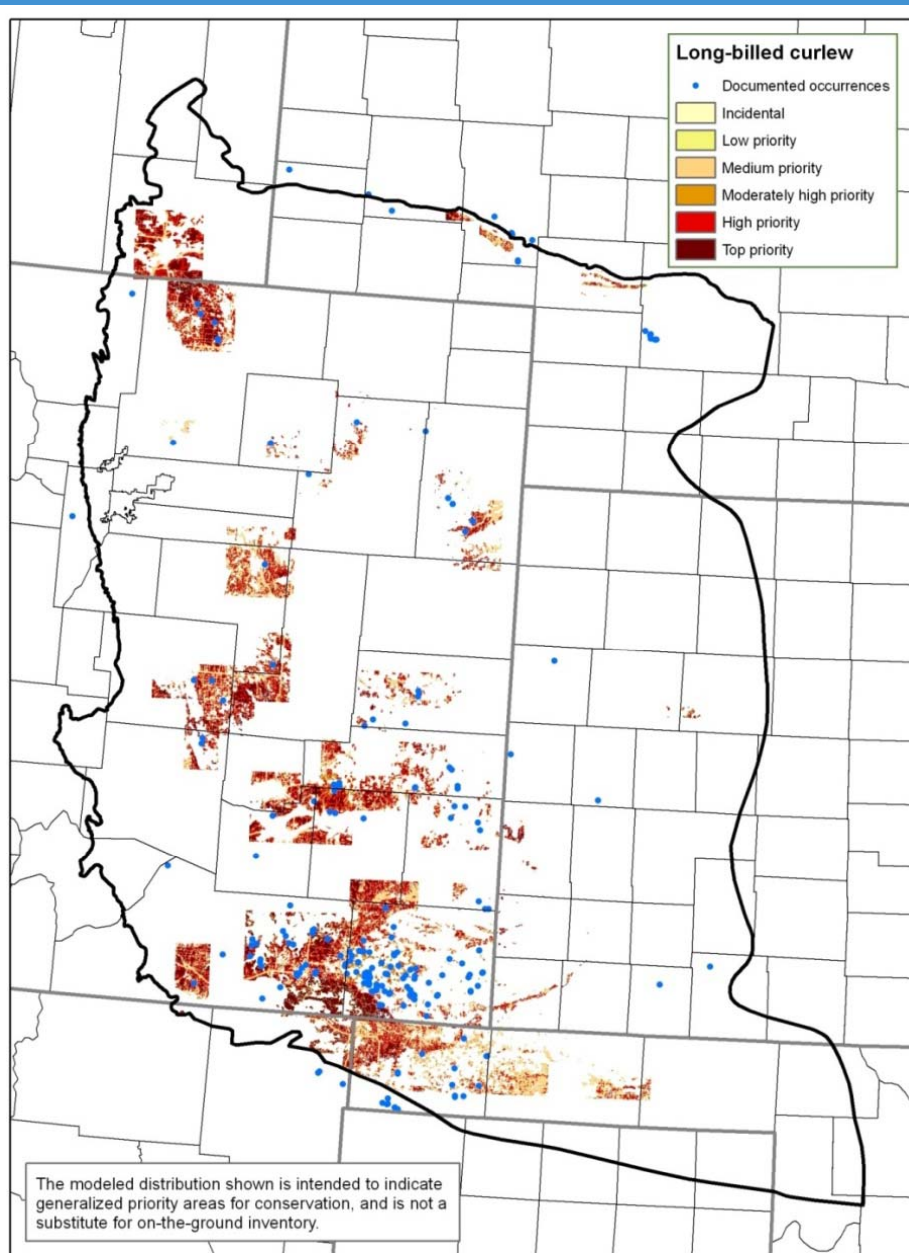 Long-billed curlew
Documented occurrences
Incidental
Low priority
Medium priority
Moderately high priority
High priority
Top priority
The modeled distribution shown is intended to indicate
generalized priority areas for conservation, and is not a
substitute for on-the-ground inventory.